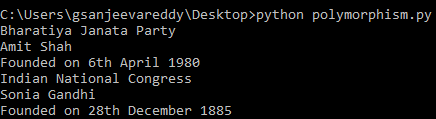 C:\Users\gsanjeevareddy\Desktop>python polymorphism.py
Bharatiya Janata Party
Amit Shah
Founded on 6th April 1980
Indian National Congress
Sonia Gandhi
Founded on 28th December 1885